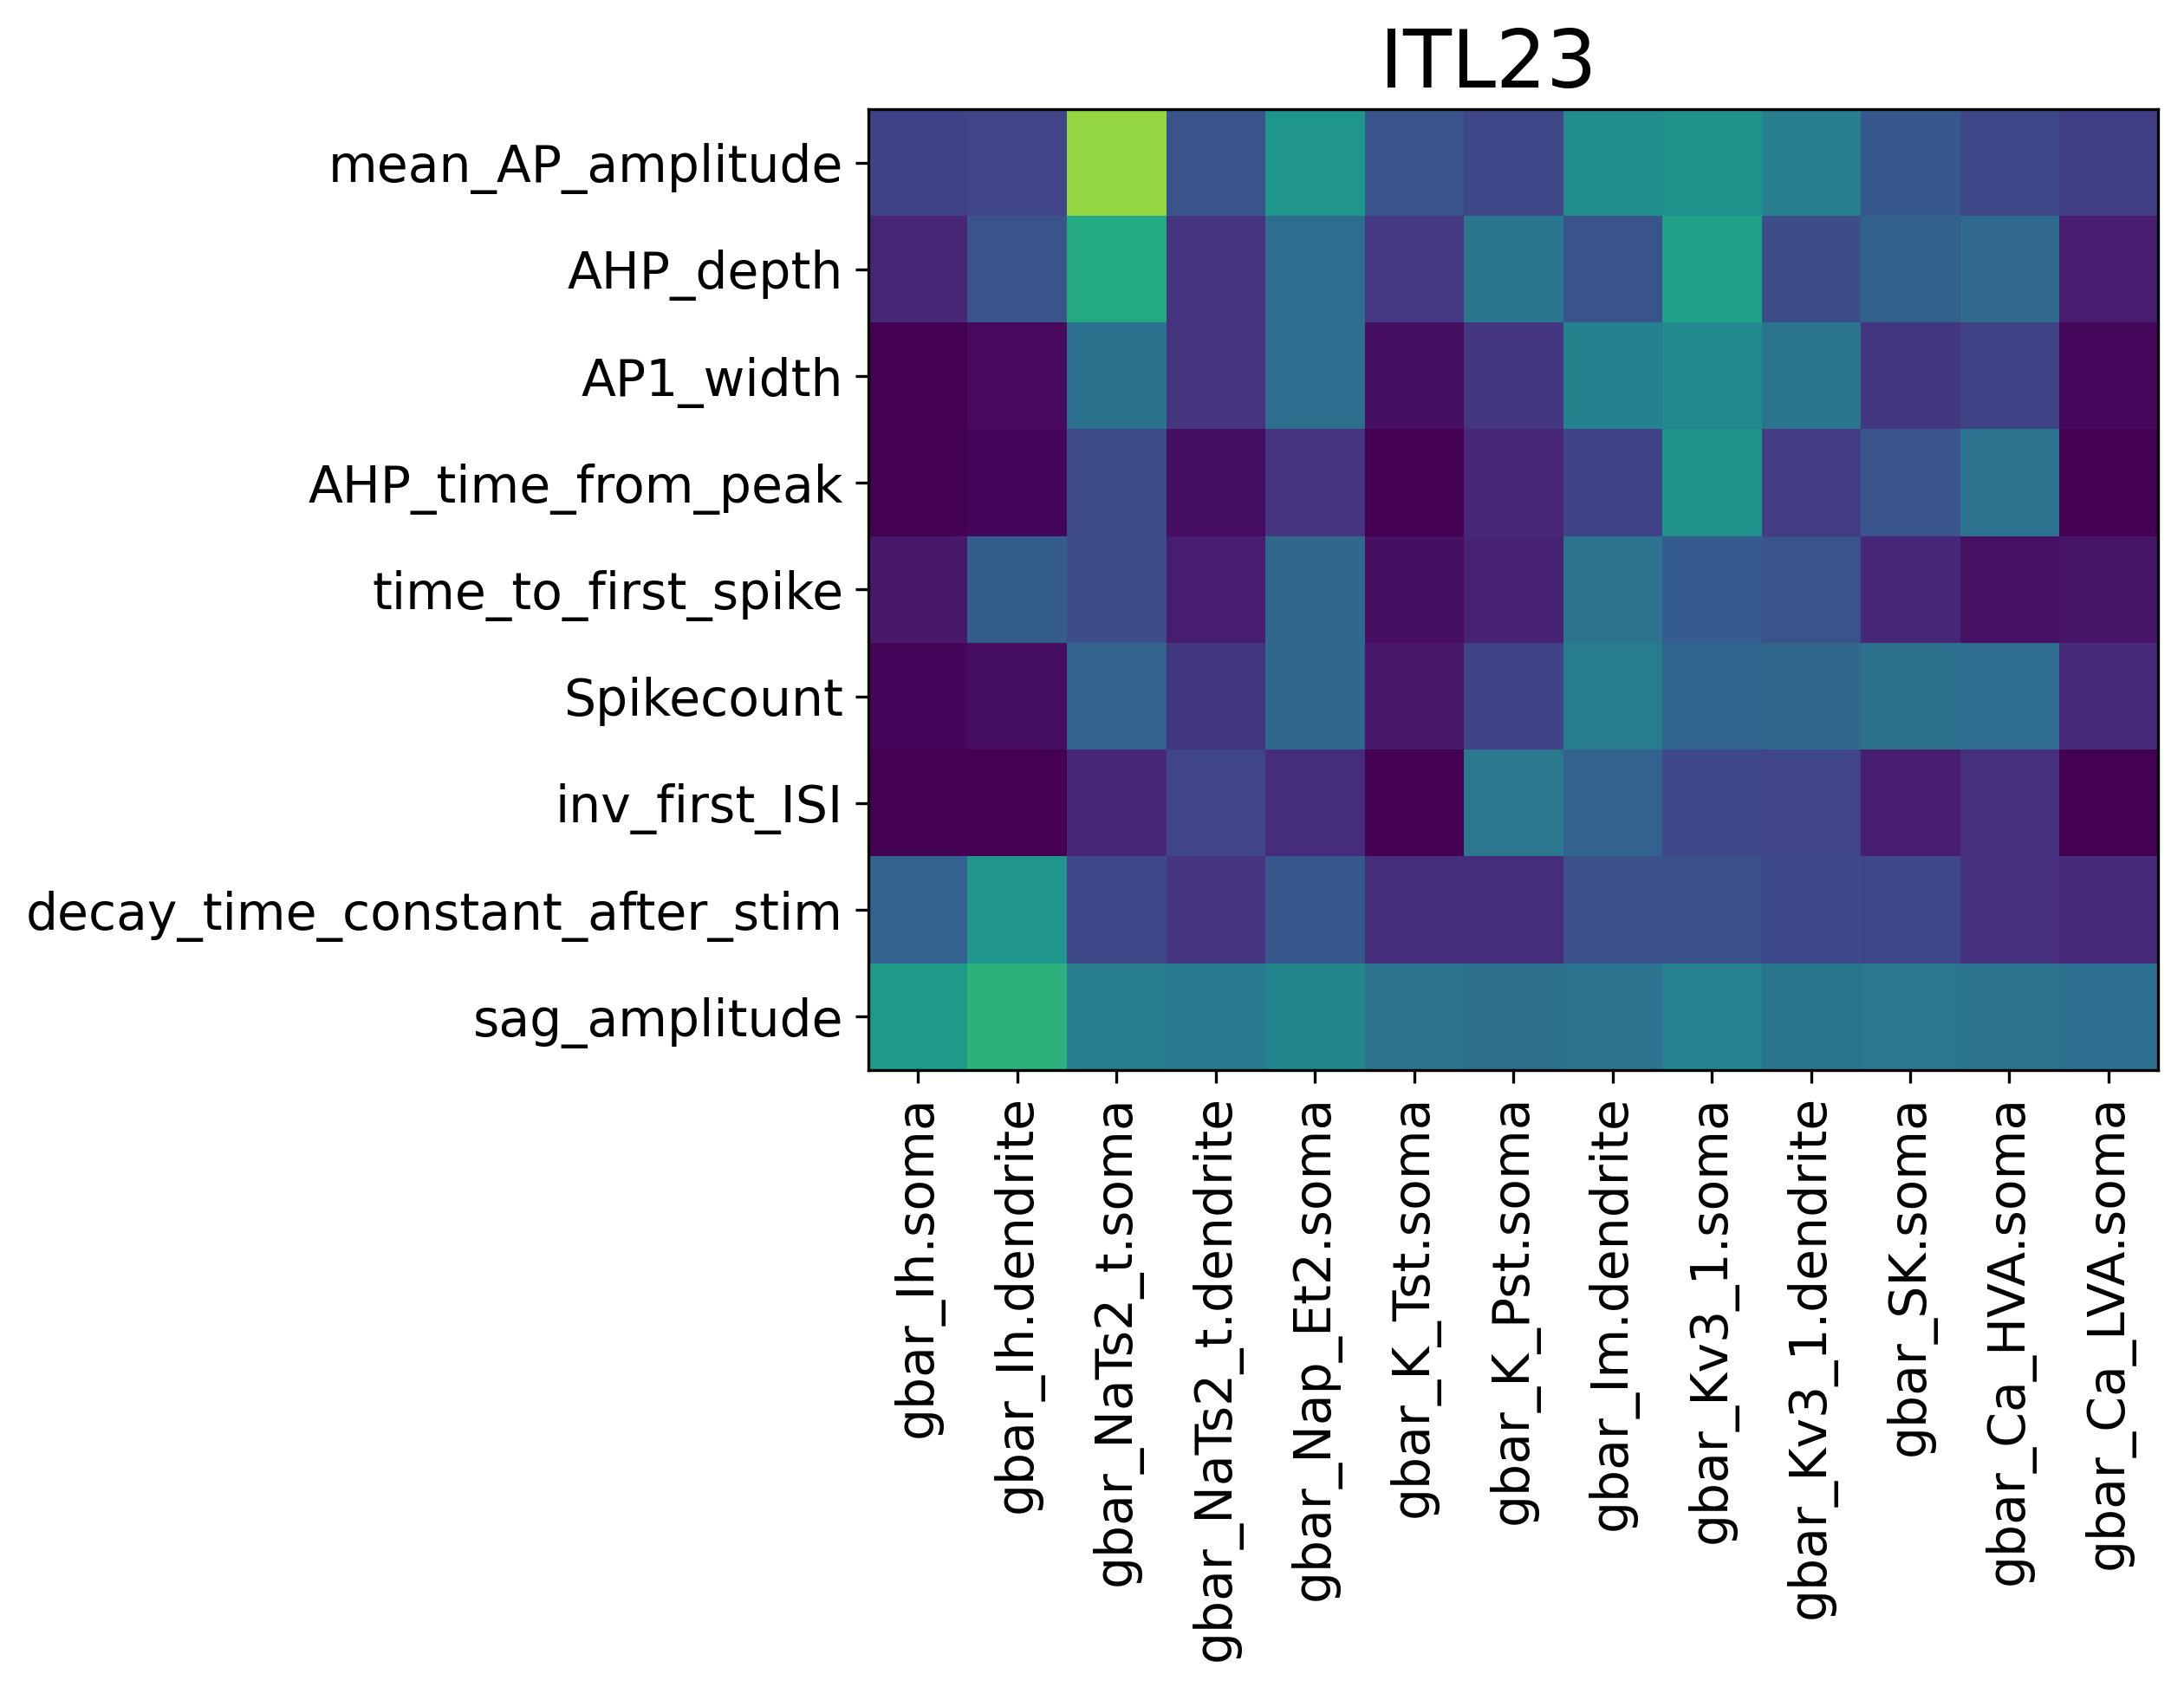 ITL23
mean_AP_amplitude
AHP_depth
AP1_width
AHP_time_from_peak
time_to_first_spike
Spikecount
inv_first_ISI
decay_time_constant_after_stim
sag_amplitude
gbar_Ih.soma
gbar_Ih.dendrite
gbar_NaTs2_t.soma
gbar_NaTs2_t.dendrite
gbar_Nap_Et2.soma
gbar_K_Tst.soma
gbar_K_Pst.soma
gbar_Im.dendrite
gbar_Kv3_1.soma
gbar_Kv3_1.dendrite
gbar_SK.soma
gbar_Ca_HVA.soma
gbar_Ca_LVA.soma